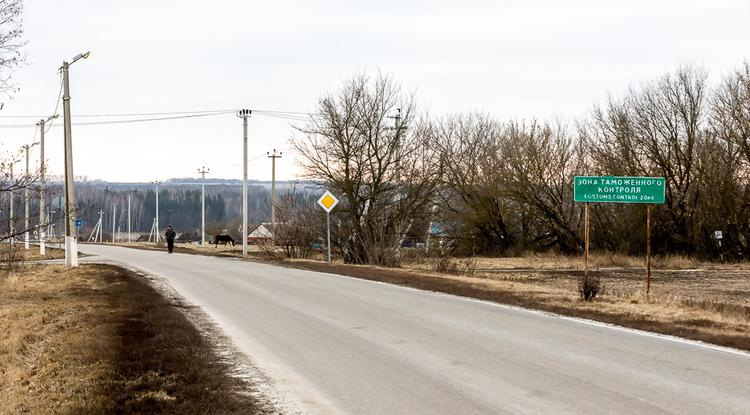 ЗОНА ТАМОЖЕННОГО
КОНТРОЛЯ
CUSTOMS CONTROL ZONE